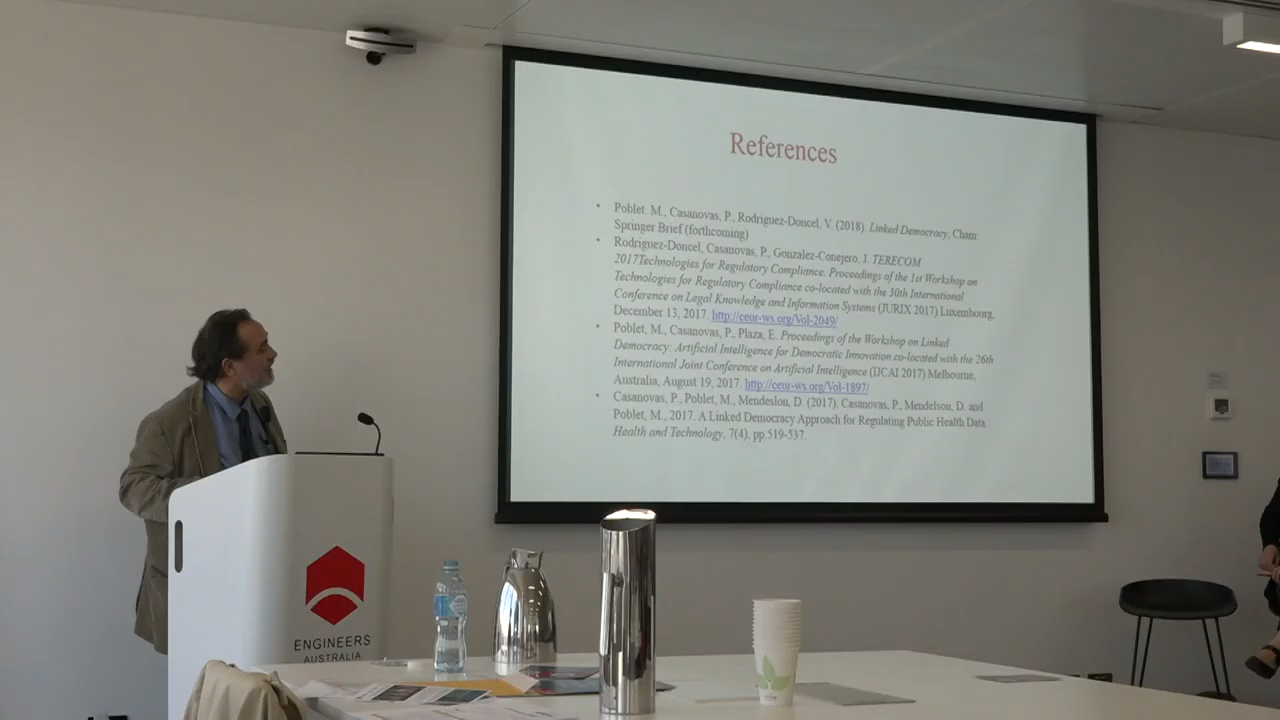 References
• Poblet. M., Casanovas, P., Rodriguez-Doncel, V. (2018). Linked Democracy, Cham:
Springer Brief (forthcoming)
• Rodriguez-Doncel, Casanovas, P., Gonzalez-Conejero, J. TERECOM
2017Technologies for Regulatory Compliance. Proceedings of the 1st Workshop on
Technologies for Regulatory Compliance co-located with the 30th International
Conference on Legal Knowledge and Information Systems (JURIX 2017) Luxembourg,
December 13, 2017. http://ceur-ws.org/Vol-2049/
• Poblet, M., Casanovas, P., Plaza, E. Proceedings of the Workshop on Linked
Democracy: Artificial Intelligence for Democratic Innovation co-located with the 26th
International Joint Conference on Artificial Intelligence (IJCAI 2017) Melbourne,
Australia, August 19, 2017. http://ceur-ws.org/Vol-1897/
• Casanovas, P., Poblet, M., Mendeslon, D. (2017). Casanovas, P., Mendelson, D. and
Poblet, M., 2017. A Linked Democracy Approach for Regulating Public Health Data.
Health and Technology, 7(4), pp.519-537.
ENGINEERS
AUSTRALIA